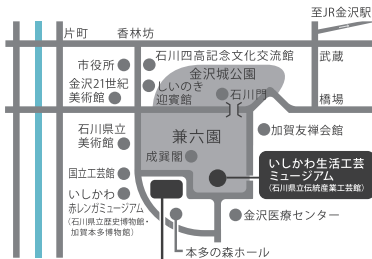 至JR金沢駅
片町
香林坊
武蔵
石川四高記念文化交流館
市役所
金沢城公園
金沢21世紀
美術館
しいのき
迎賓館
石川門
橋場
石川県立
美術館
兼六園
加賀友禅会館
成巽閣
国立工芸館
いしかわ生活工芸
ミュージアム
(石川県立伝統産業工芸館)
いしかわ
赤レンガミュージアム
(石川県立歴史博物館・
加賀本多博物館)
金沢医療センター
本多の森ホール